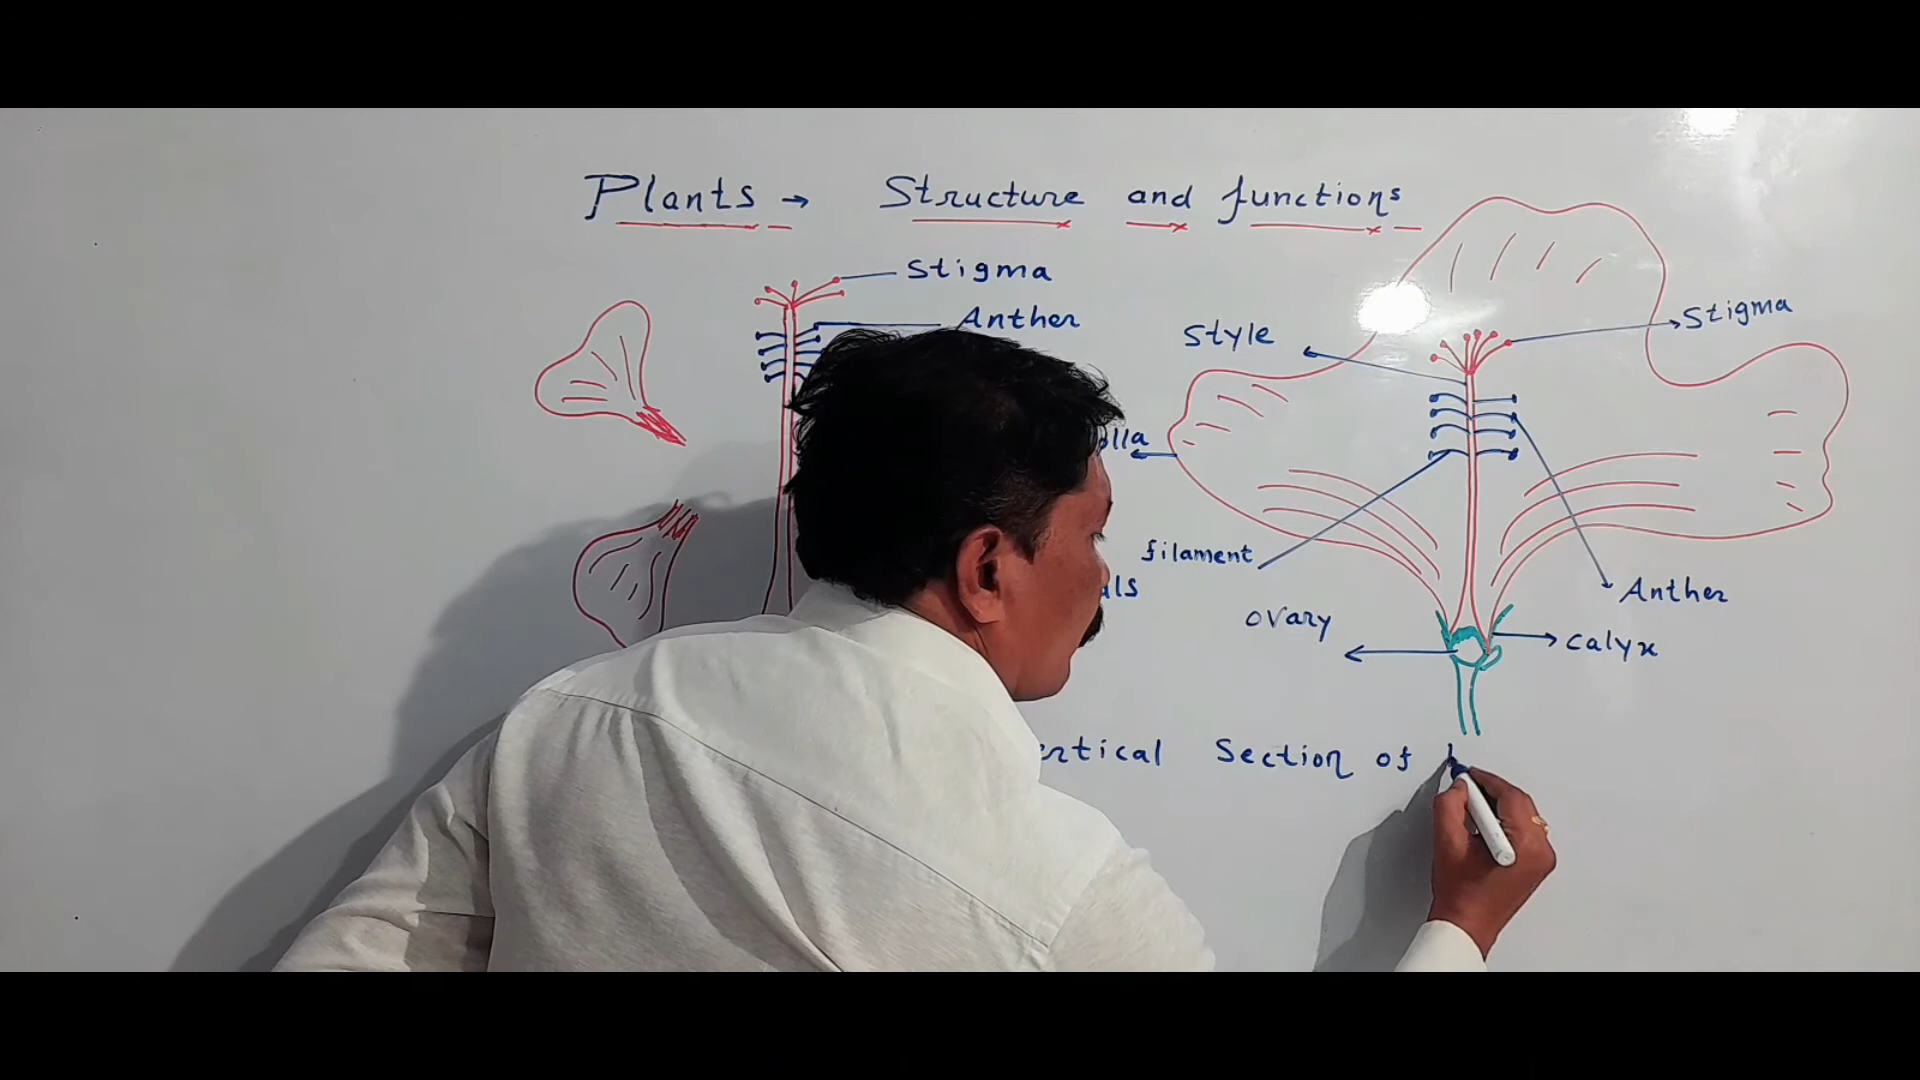 Plants → Structure and functions
Stigma
Anther
Style
Stigma
filament
ovary
Anther
calyx
Section of